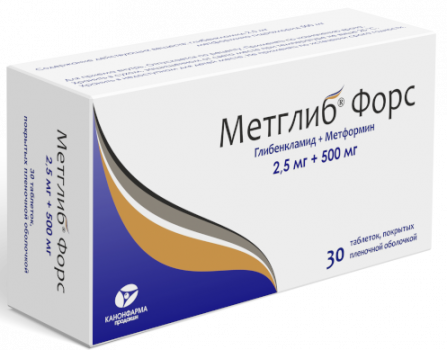 Метглиб® Форс
Глибенкламид + Метформин
2,5 мг + 500 мг
30 таблеток, покрытых
пленочной оболочкой
КАНОНФАРМА
продакшн
Метглиб® Форс
2,5 мг + 500 мг
30 таблеток,
покрытых пленочной оболочкой